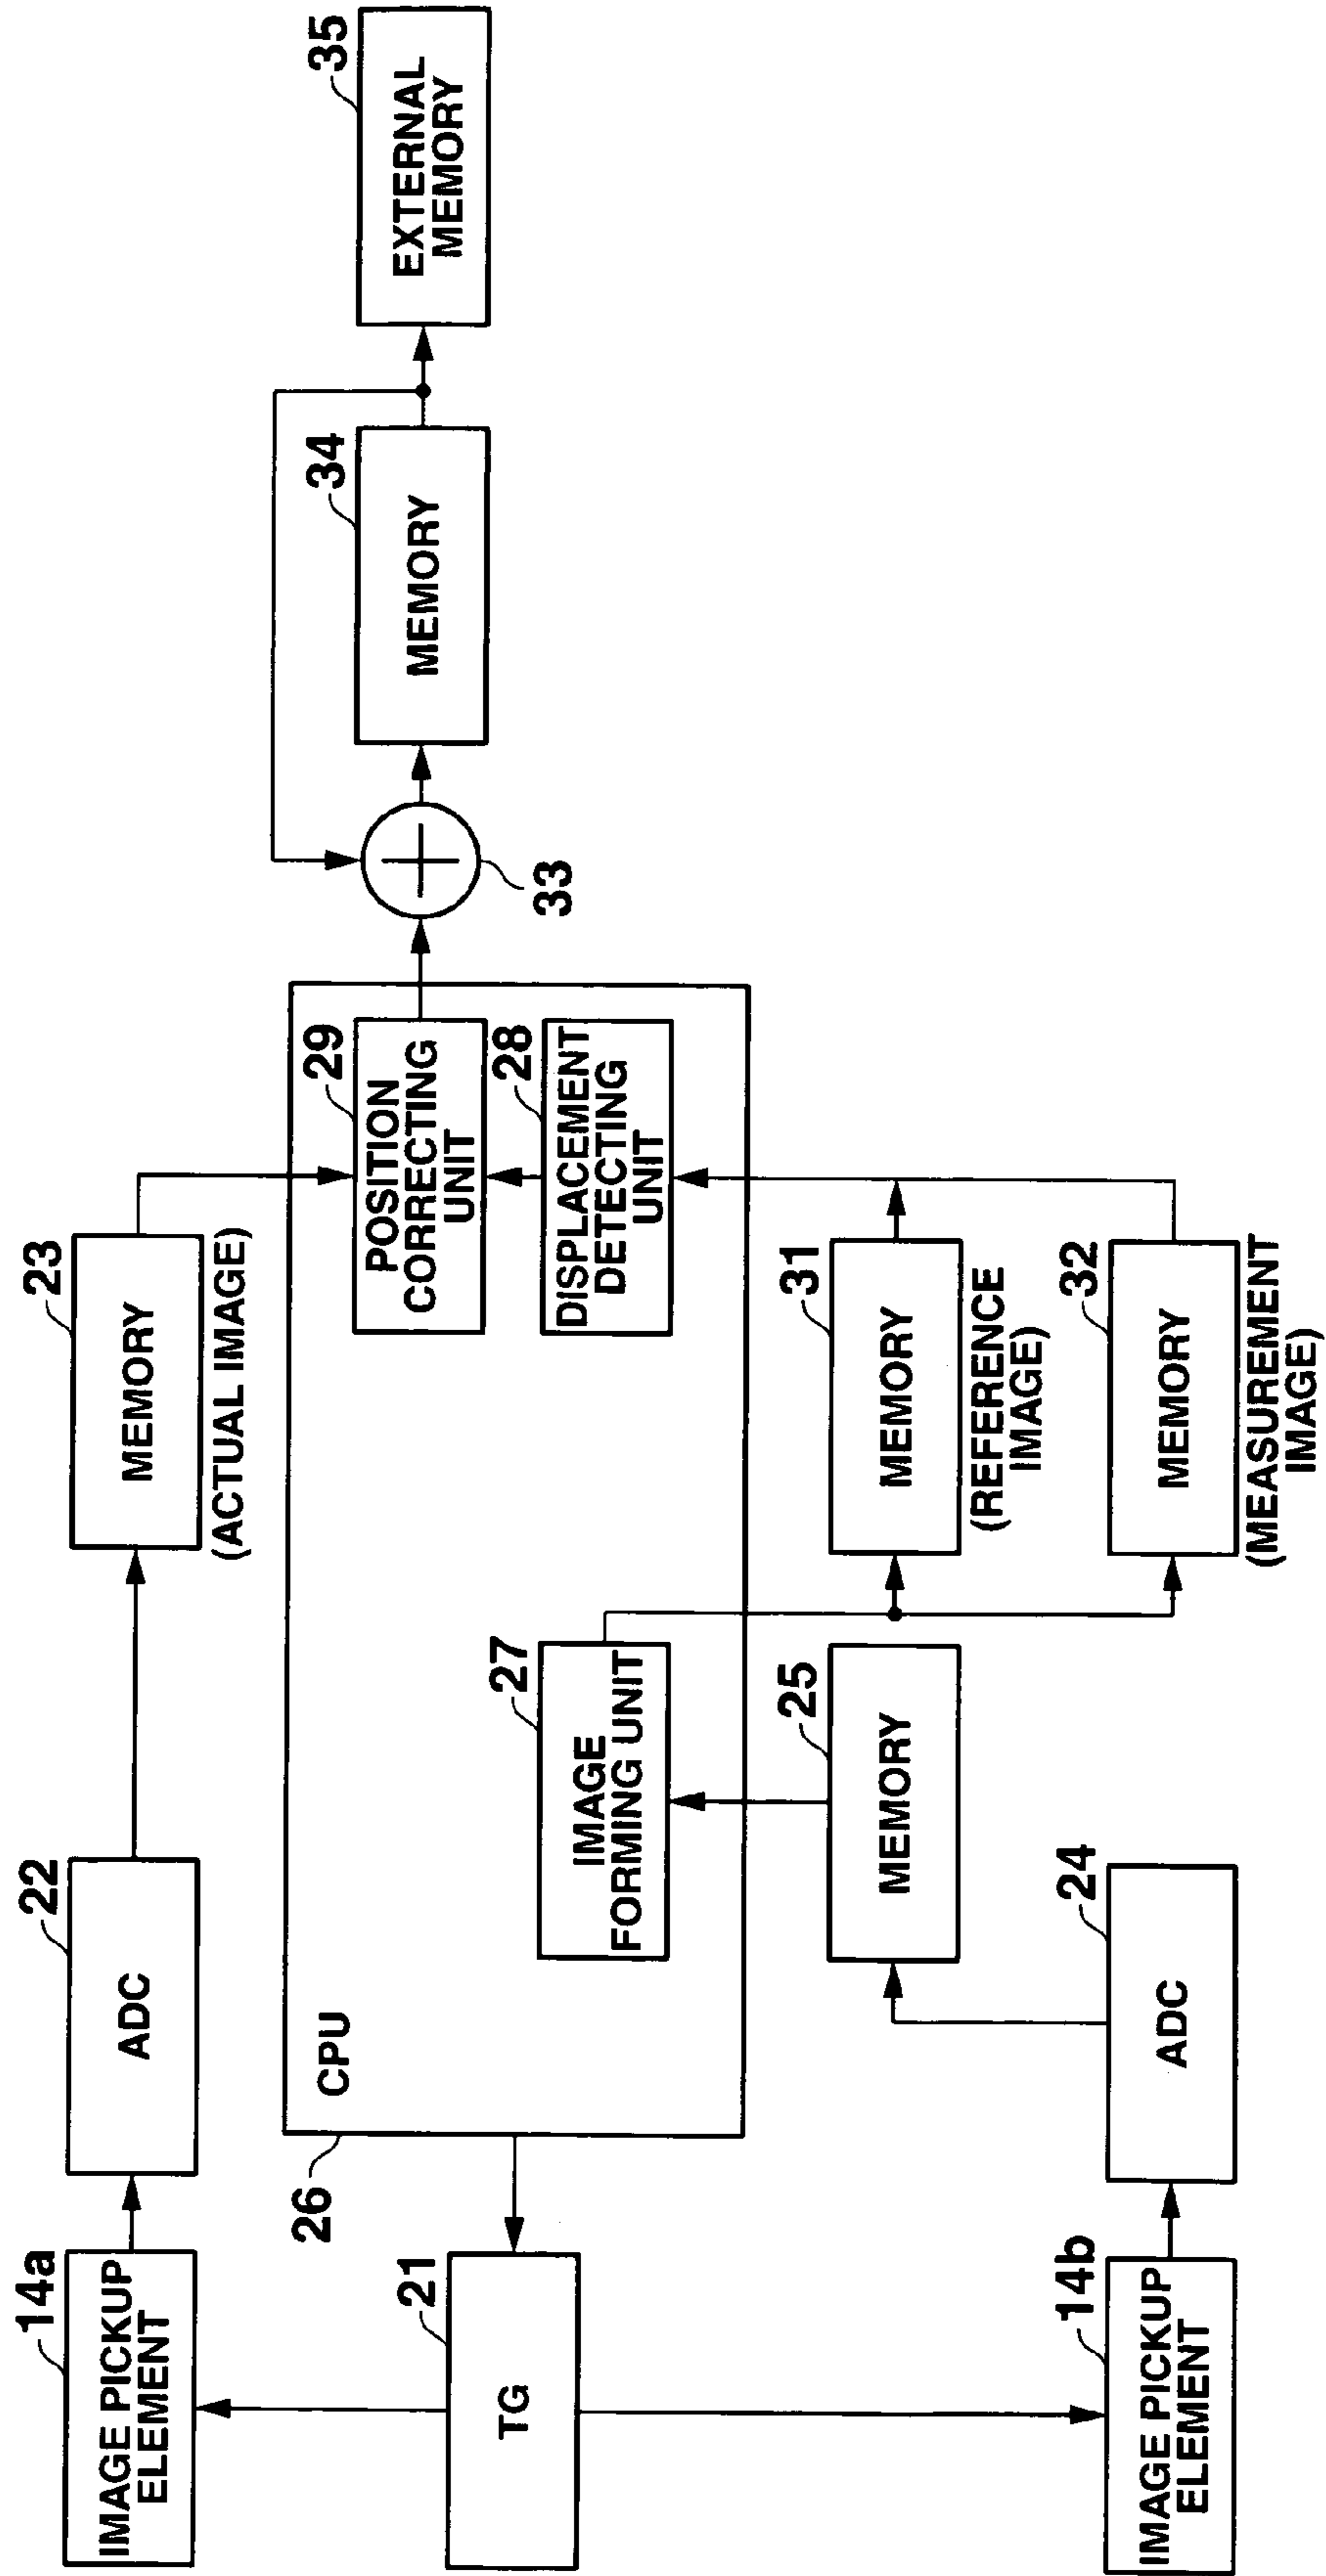 14a
IMAGE PICKUP
ELEMENT
22
ADC
23
MEMORY
(ACTUAL IMAGE)
21
TG
26
CPU
27
IMAGE
FORMING UNIT
29
POSITION
CORRECTING
UNIT
28
DISPLACEMENT
DETECTING
UNIT
33
34
MEMORY
35
EXTERNAL
MEMORY
14b
IMAGE PICKUP
ELEMENT
24
ADC
25
MEMORY
31
MEMORY
(REFERENCE
IMAGE)
32
MEMORY
(MEASUREMENT
IMAGE)